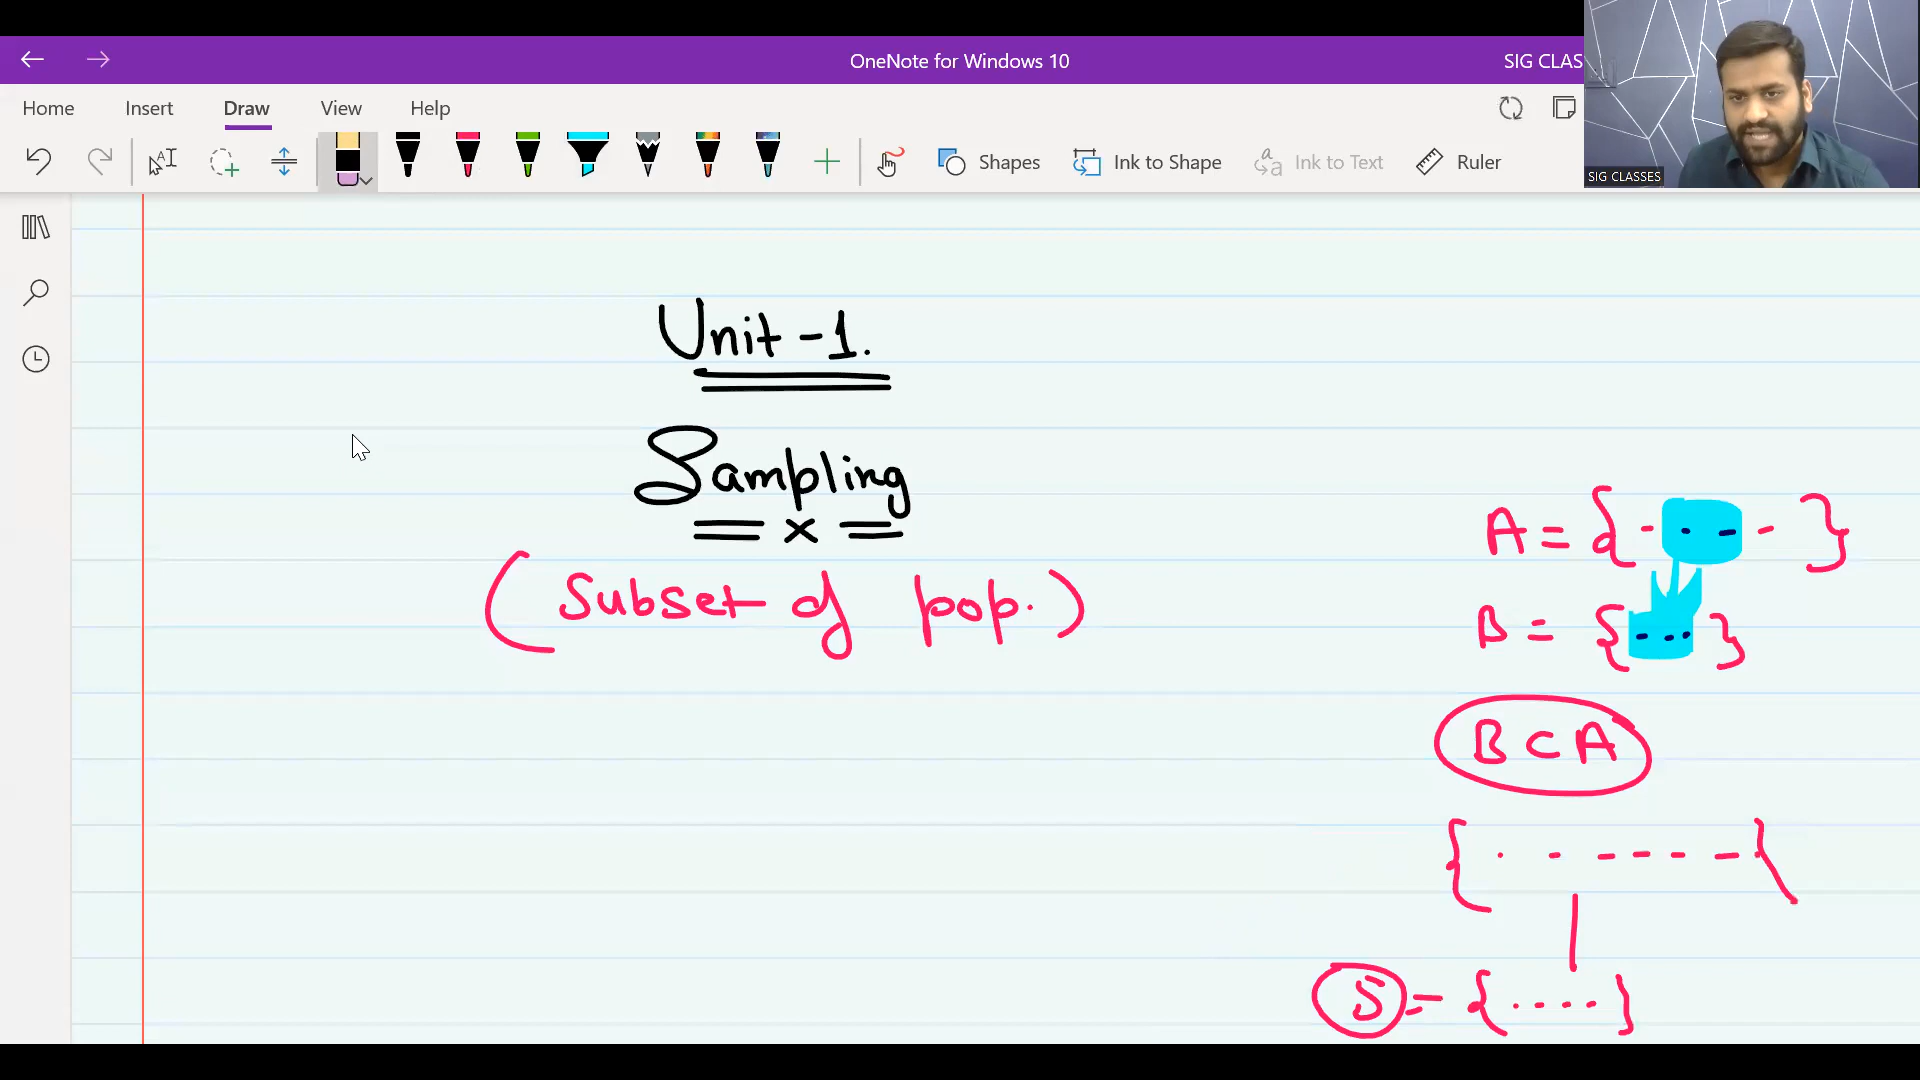 OneNote for Windows 10
SIG CLAS
Home Insert Draw View Help
Shapes Ink to Shape Ink to Text Ruler
SIG CLASSES
Unit-1.
Sampling
= x =
(Subset of pop.)
A = { - - - - }
B = { - - - }
B ⊂ A
{ . - - - - -
S = { . . . . }